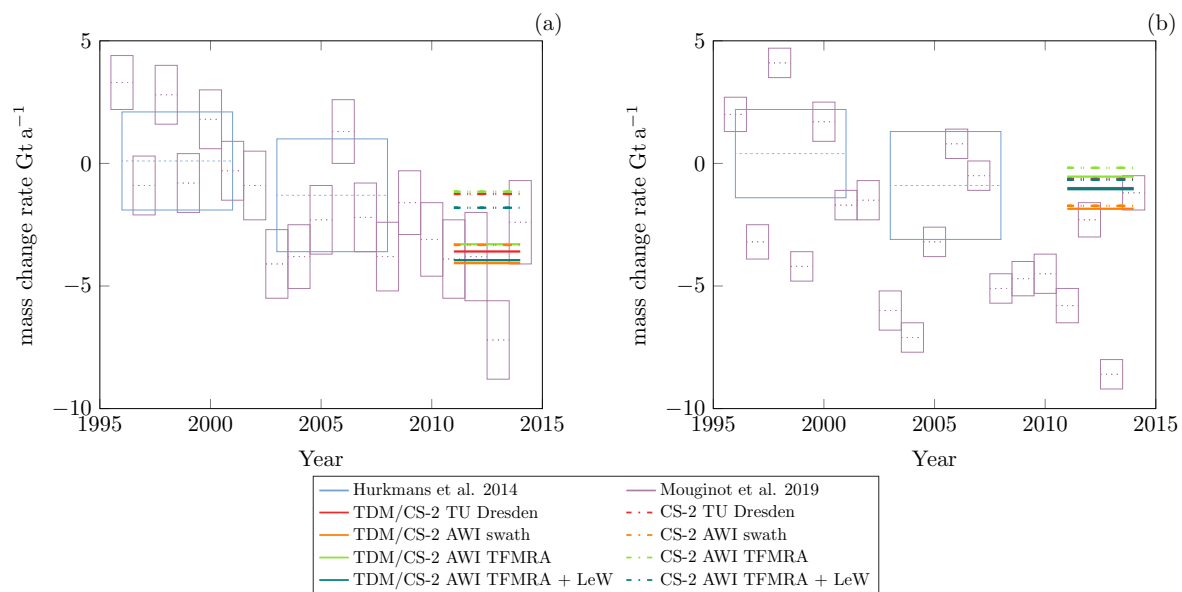 (a)
5
0
−5
−10
mass change rate Gt a⁻¹
1995 2000 2005 2010 2015
Year
(b)
5
0
−5
−10
mass change rate Gt a⁻¹
1995 2000 2005 2010 2015
Year
Hurkmans et al. 2014 Mouginot et al. 2019
TDM/CS-2 TU Dresden CS-2 TU Dresden
TDM/CS-2 AWI swath CS-2 AWI swath
TDM/CS-2 AWI TFMRA CS-2 AWI TFMRA
TDM/CS-2 AWI TFMRA + LeW CS-2 AWI TFMRA + LeW